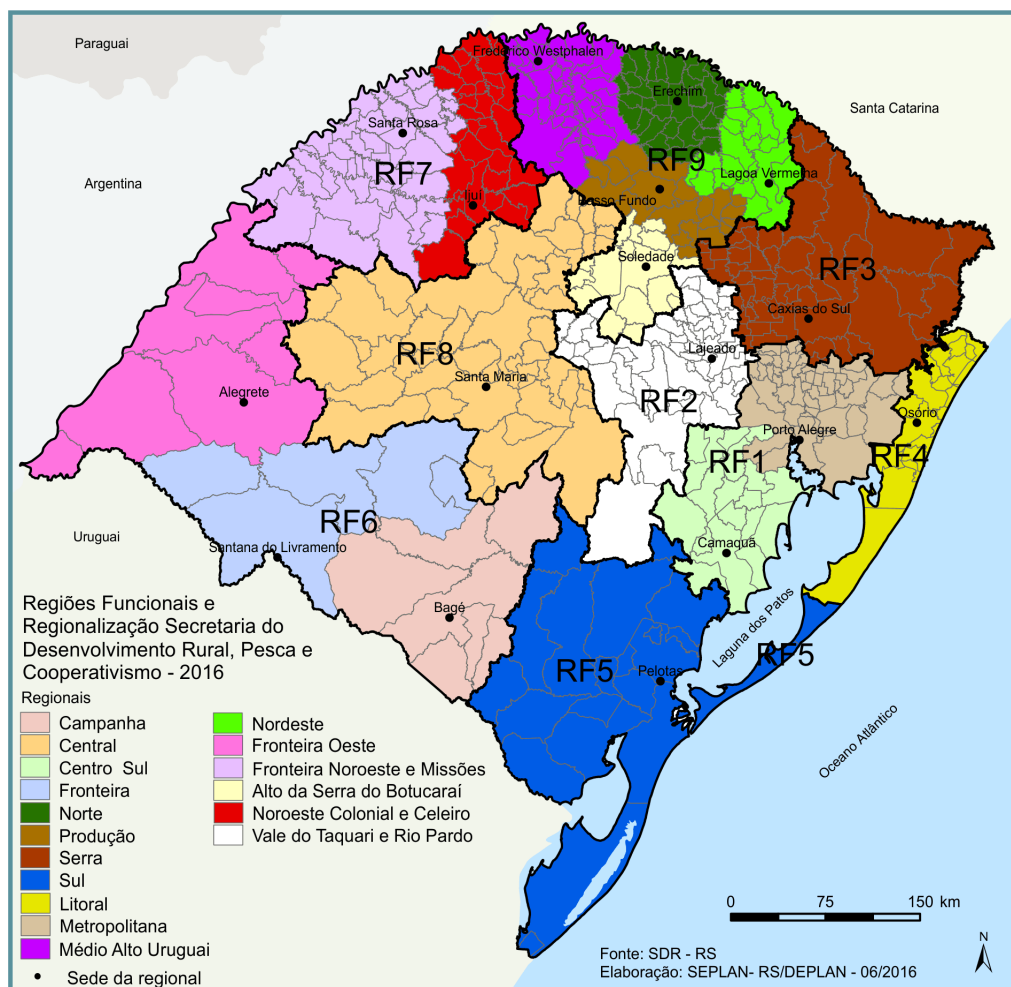 Paraguai
Frederico Westphalen
Erechim
Santa Catarina
Santa Rosa
RF7
RF9
Lagoa Vermelha
Argentina
Ijuí
Passo Fundo
Soledade
RF3
Caxias do Sul
RF8
Lajeado
Santa Maria
Alegrete
RF2
Osório
Porto Alegre
RF1
RF4
RF6
Uruguai
Santana do Livramento
Camaquã
Bagé
Laguna dos Patos
RF5
RF5
Pelotas
Oceano Atlântico
Regiões Funcionais e
Regionalização Secretaria do
Desenvolvimento Rural, Pesca e
Cooperativismo - 2016
Regionais
Campanha
Central
Centro Sul
Fronteira
Norte
Produção
Serra
Sul
Litoral
Metropolitana
Médio Alto Uruguai
Sede da regional
Nordeste
Fronteira Oeste
Fronteira Noroeste e Missões
Alto da Serra do Botucaraí
Noroeste Colonial e Celeiro
Vale do Taquari e Rio Pardo
0 75 150 km
N
Fonte: SDR - RS
Elaboração: SEPLAN- RS/DEPLAN - 06/2016